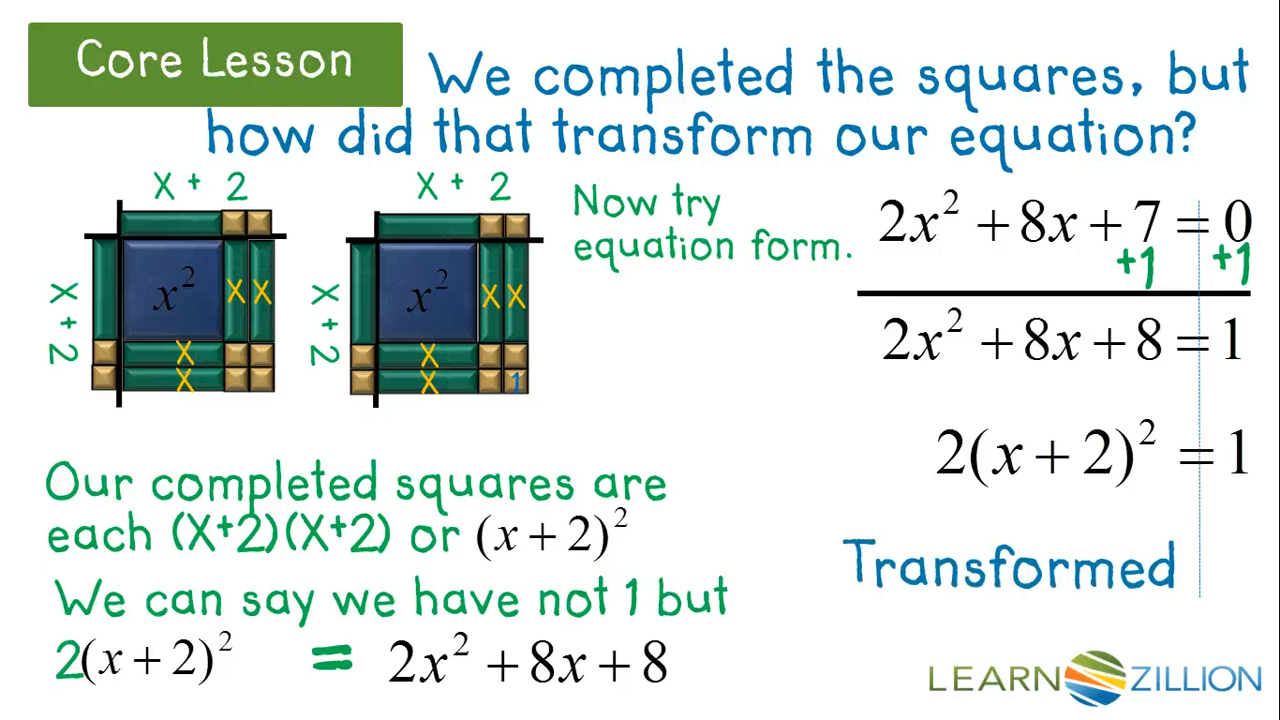 Core Lesson
We completed the squares, but
how did that transform our equation?
X + 2
X + 2
X + 2
x²
X X
X
X
X + 2
x²
X X
X
X
1
Now try
equation form.
2x² + 8x + 7 = 0
+1 +1
2x² + 8x + 8 = 1
2(x + 2)² = 1
Transformed
Our completed squares are
each (X+2)(X+2) or (x + 2)²
We can say we have not 1 but
2(x + 2)² = 2x² + 8x + 8
LEARN ZILLION